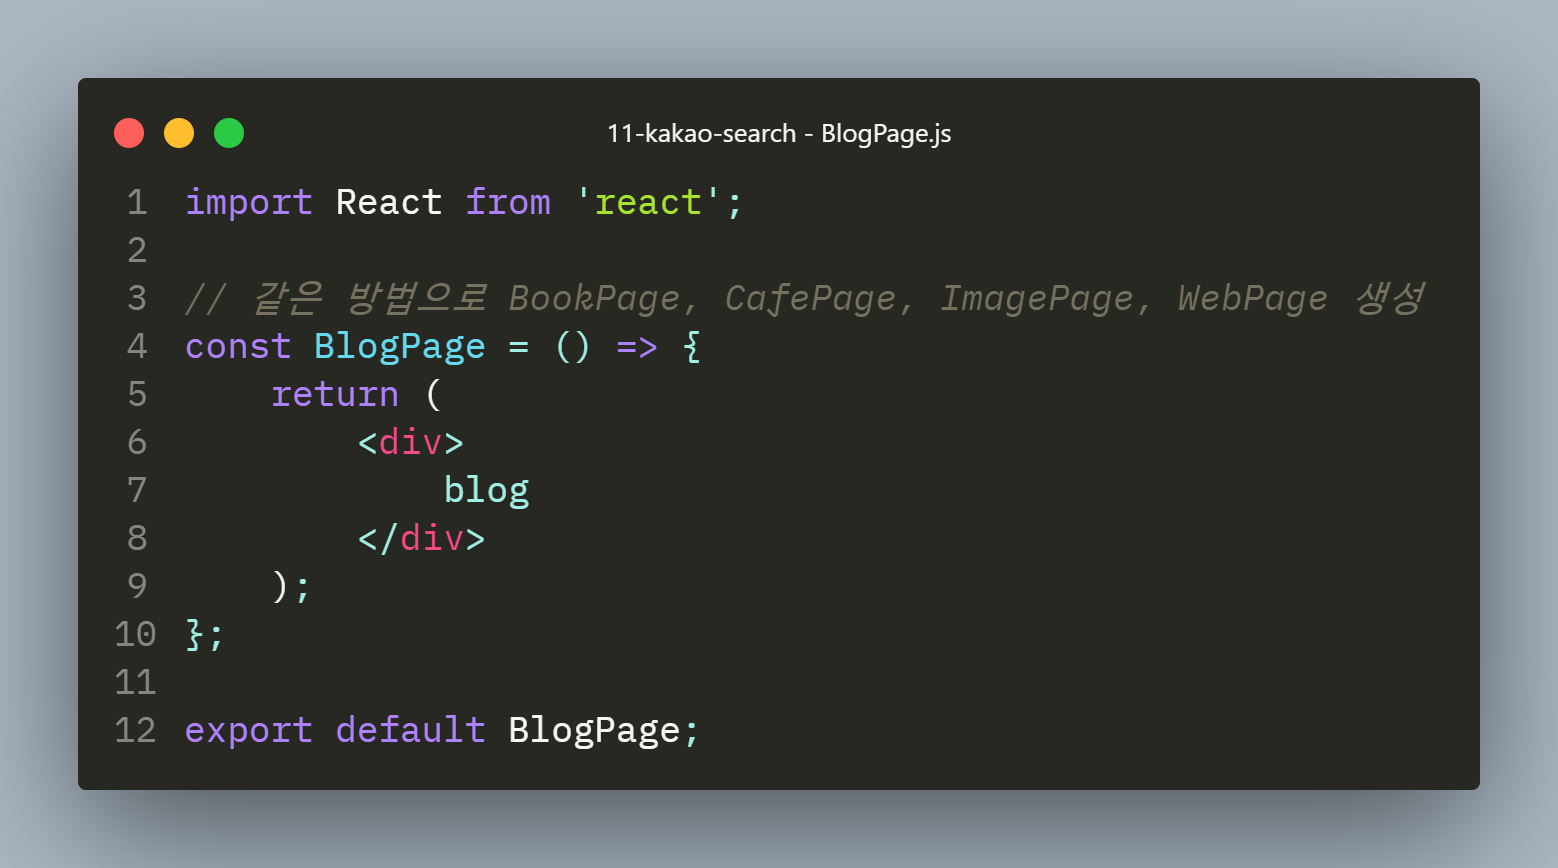 11-kakao-search - BlogPage.js
1 import React from 'react';
2
3 // 같은 방법으로 BookPage, CafePage, ImagePage, WebPage 생성
4 const BlogPage = () => {
5     return (
6         <div>
7             blog
8         </div>
9     );
10 };
11
12 export default BlogPage;